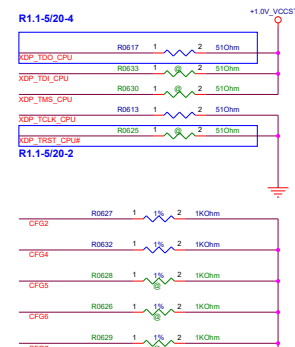 R1.1-5/20-4
+1.0V_VCCST
R0617 1 2 51Ohm
XDP_TDO_CPU
R0633 1 @ 2 51Ohm
XDP_TDI_CPU
R0630 1 @ 2 51Ohm
XDP_TMS_CPU
R0613 1 2 51Ohm
XDP_TCLK_CPU
R0625 1 @ 2 51Ohm
XDP_TRST_CPU#
R1.1-5/20-2
R0627 1 1% 2 1KOhm
CFG2
R0632 1 1% 2 1KOhm
CFG4
R0628 1 1% 2 1KOhm
CFG5 @
R0626 1 1% 2 1KOhm
CFG6 @
R0629 1 1% 2 1KOhm